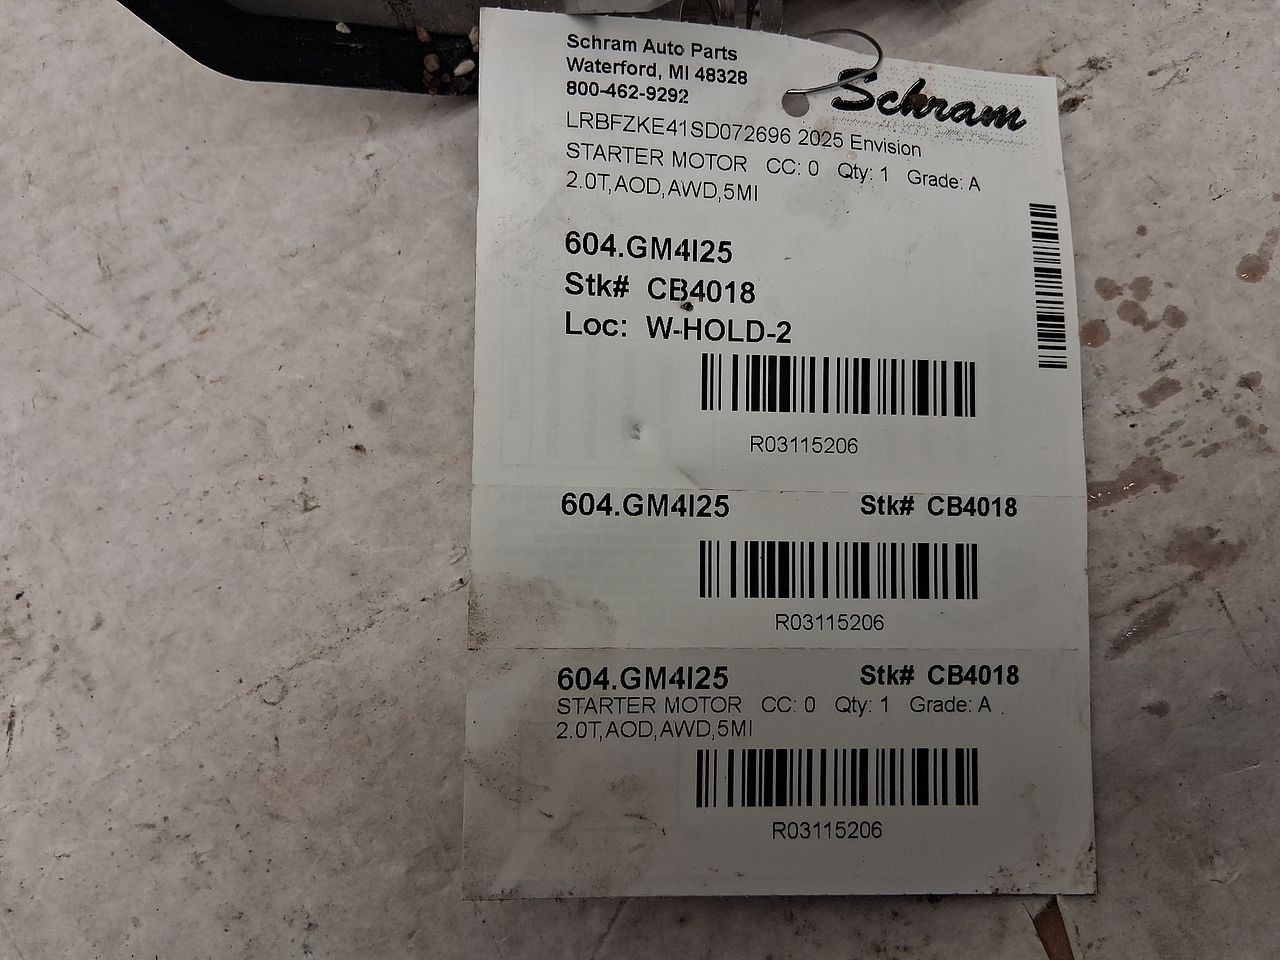 Schram Auto Parts
Waterford, MI 48328
800-462-9292
Schram
LRBFZKE41SD072696 2025 Envision
STARTER MOTOR CC: 0 Qty: 1 Grade: A
2.0T,AOD,AWD,5MI
604.GM4I25
Stk# CB4018
Loc: W-HOLD-2
R03115206
604.GM4I25 Stk# CB4018
R03115206
604.GM4I25 Stk# CB4018
STARTER MOTOR CC: 0 Qty: 1 Grade: A
2.0T,AOD,AWD,5MI
R03115206